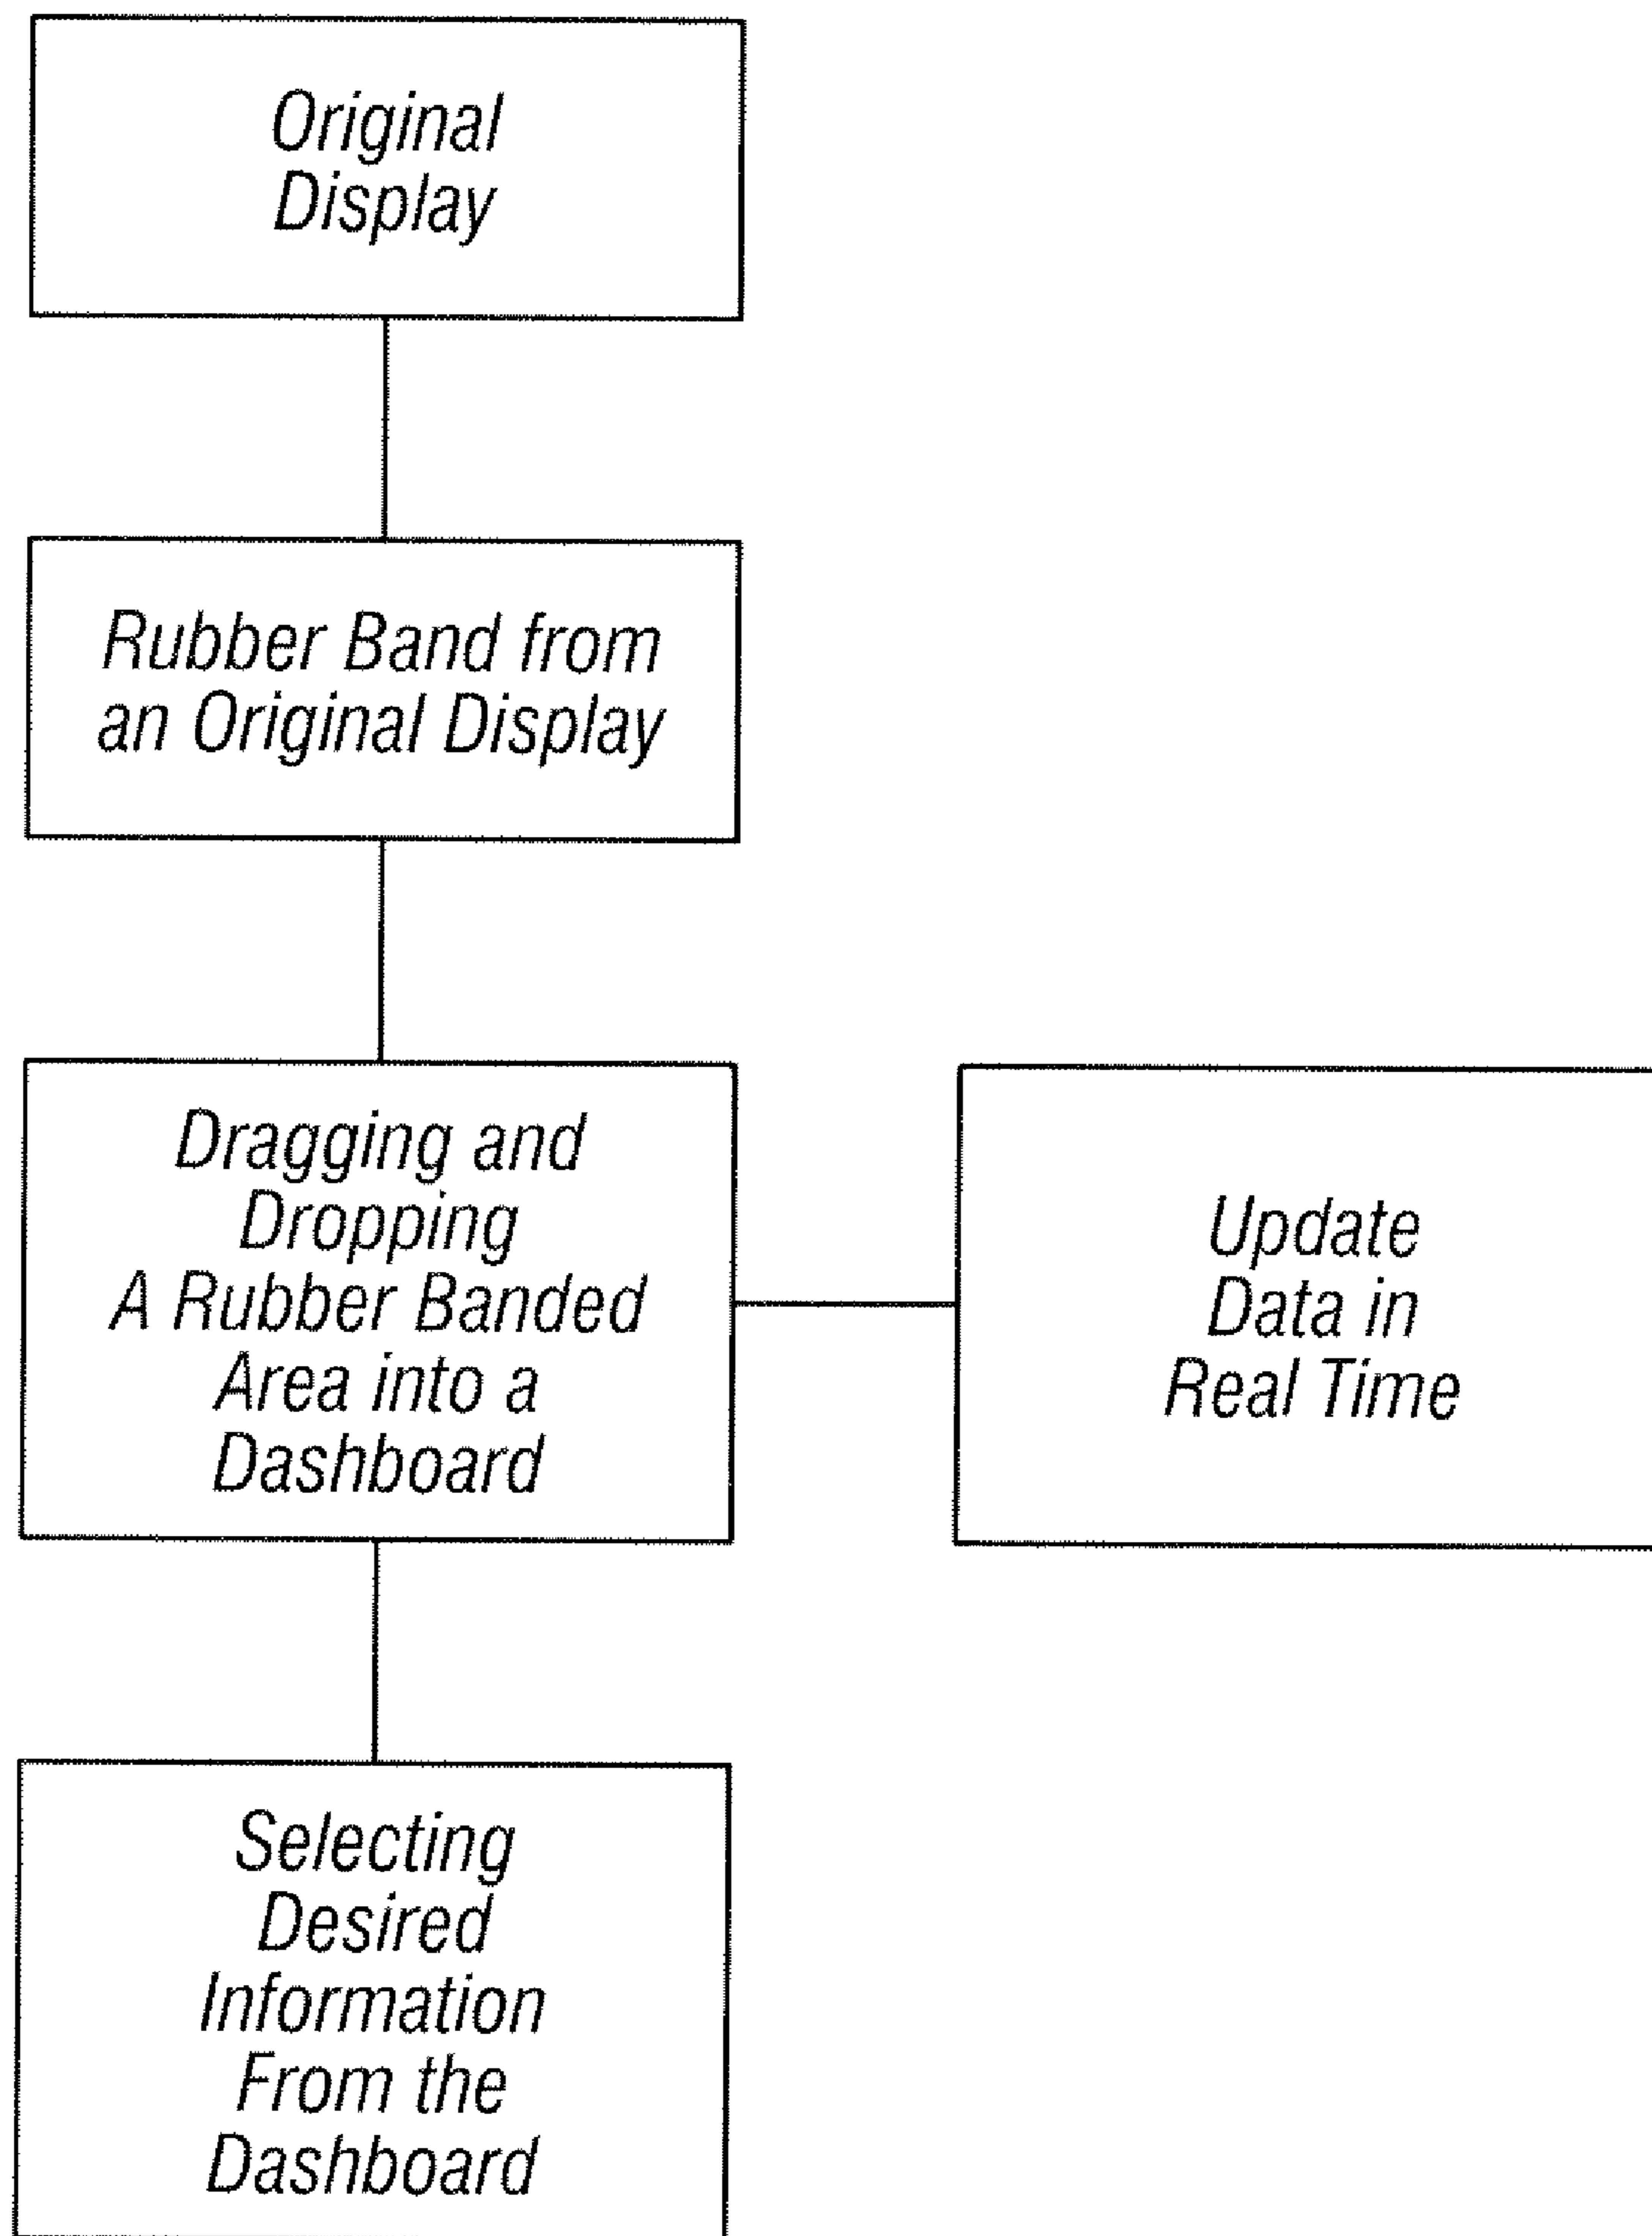 Original
Display
Rubber Band from
an Original Display
Dragging and
Dropping
A Rubber Banded
Area into a
Dashboard
Update
Data in
Real Time
Selecting
Desired
Information
From the
Dashboard